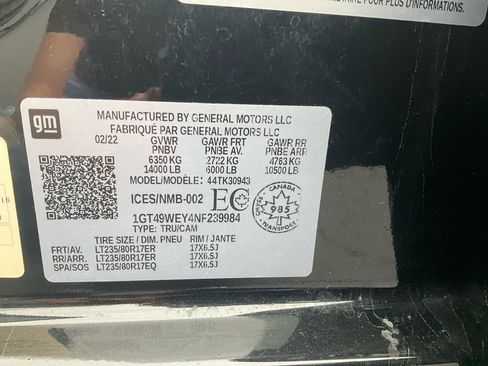 RETAIRE POUR PLUS D'INFORMATIONS.
gm
MANUFACTURED BY GENERAL MOTORS LLC
FABRIQUÉ PAR GENERAL MOTORS LLC
02/22 GVWR GAWR FRT GAWR RR
PNBV PNBE AV. PNBE ARR
6350 KG 2722 KG 4763 KG
14000 LB 6000 LB 10500 LB
MODEL/MODÈLE: 44TK30943
ICES/NMB-002 EC
CANADA
985
1GT49WEY4NF239984
TYPE: TRU/CAM
TIRE SIZE / DIM. PNEU RIM / JANTE
FRT/AV. LT235/80R17ER 17X6.5J
RR/ARR. LT235/80R17ER 17X6.5J
SPA/SOS LT235/80R17EQ 17X6.5J